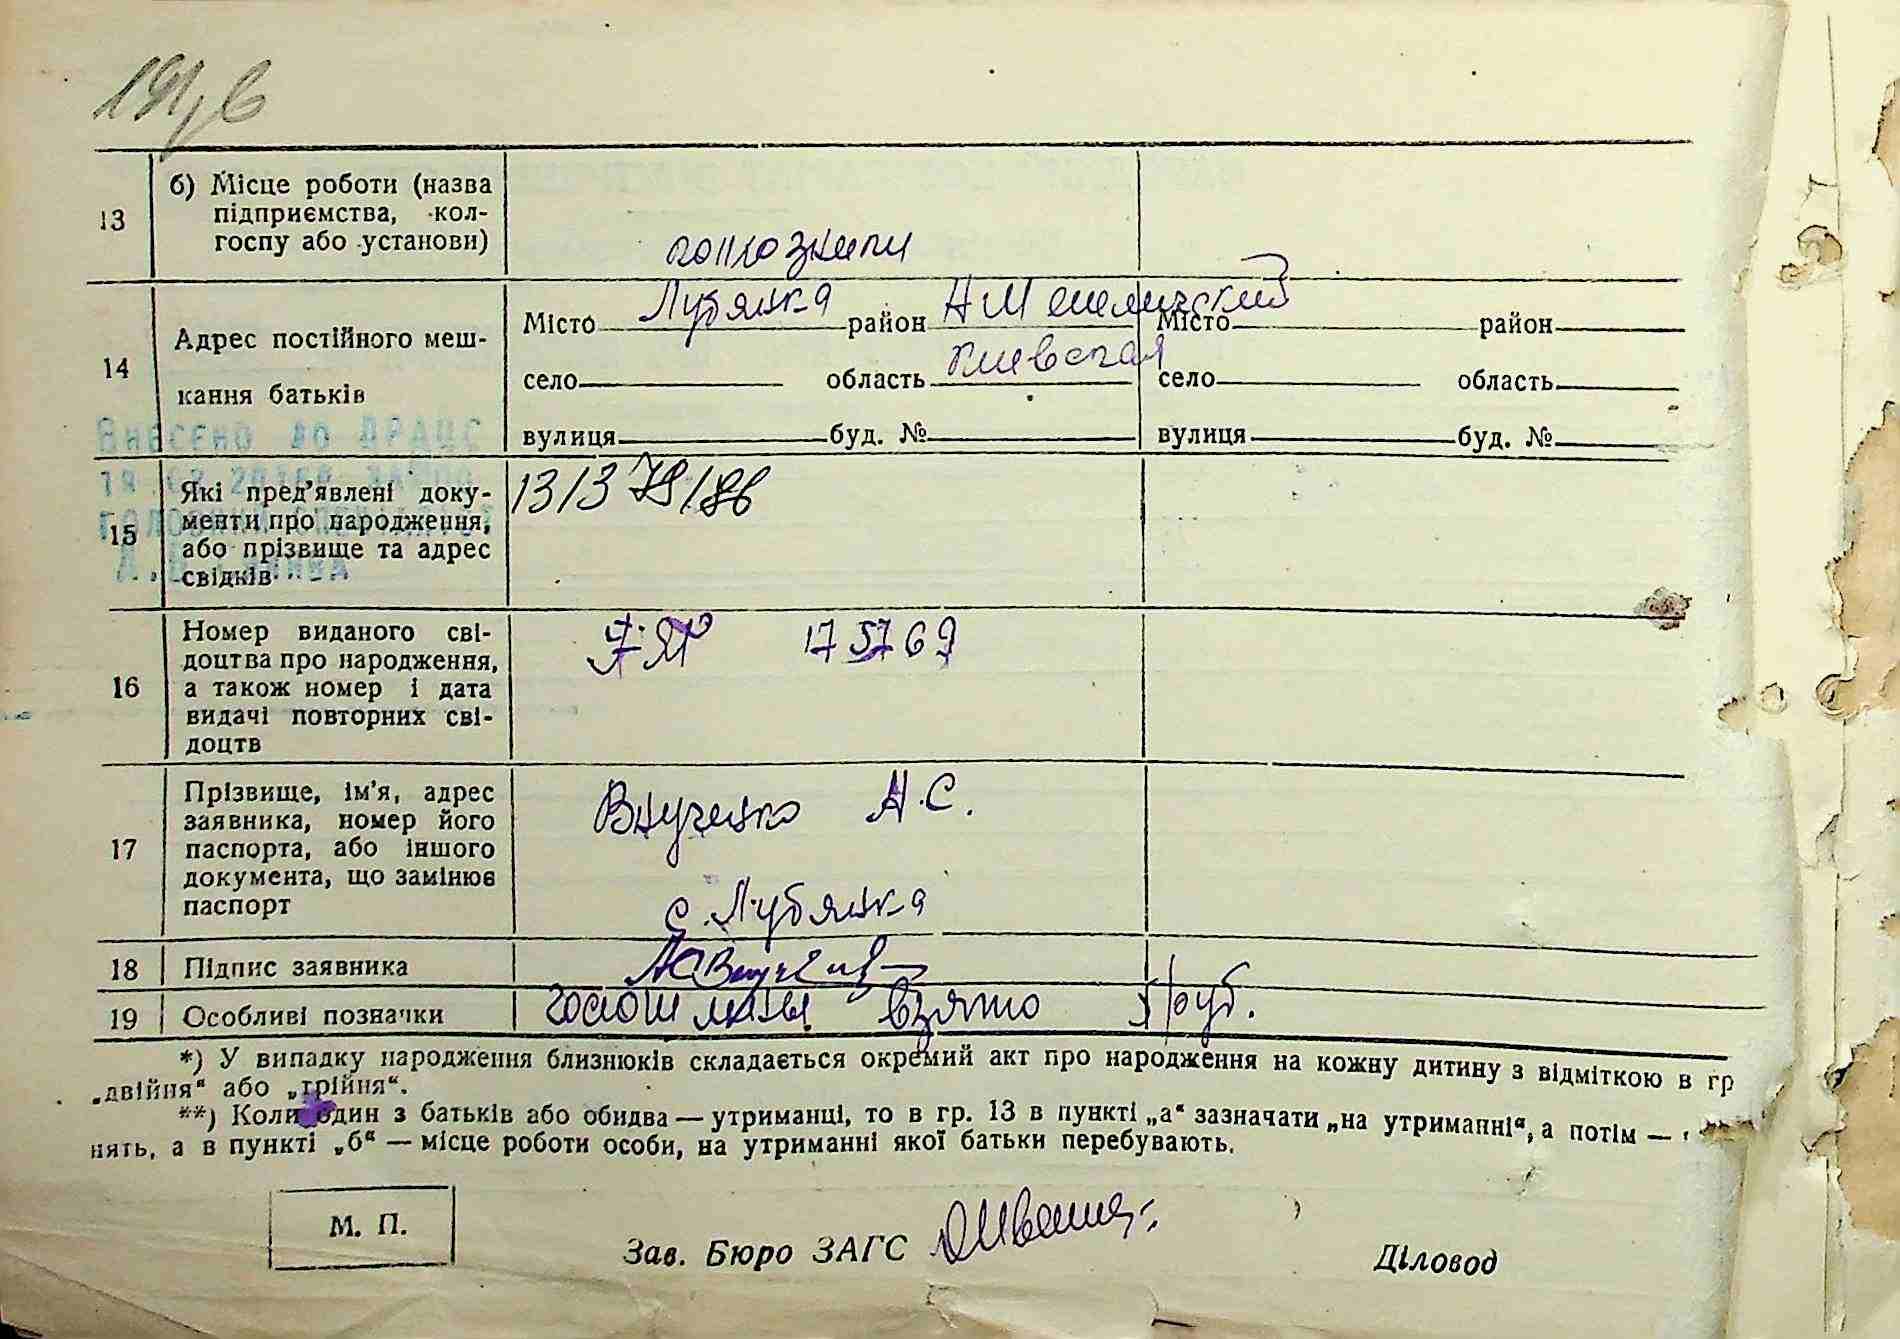 13
б) Місце роботи (назва
підприємства, кол-
госпу або установи)
14
Адрес постійного меш-
кання батьків
Місто Лубянка район
село область Киевская
вулиця буд. №
Місто район
село область
вулиця буд. №
Внесено до ДРАЦС
15
Які пред’явлені доку-
менти про народження,
або прізвище та адрес
свідків
16
Номер виданого сві-
доцтва про народження,
а також номер і дата
видачі повторних сві-
доцтв
175769
17
Прізвище, ім’я, адрес
заявника, номер його
паспорта, або іншого
документа, що замінює
паспорт
А. С.
с. Лубянка
18
Підпис заявника
19
Особливі позначки
взято руб.
*) У випадку народження близнюків складається окремий акт про народження на кожну дитину з відміткою в гр
„двійня“ або „трійня“.
**) Коли один з батьків або обидва — утриманці, то в гр. 13 в пункті „а“ зазначати „на утриманні“, а потім —
нять, а в пункті „б“ — місце роботи особи, на утриманні якої батьки перебувають.
М. П.
Зав. Бюро ЗАГС
Діловод